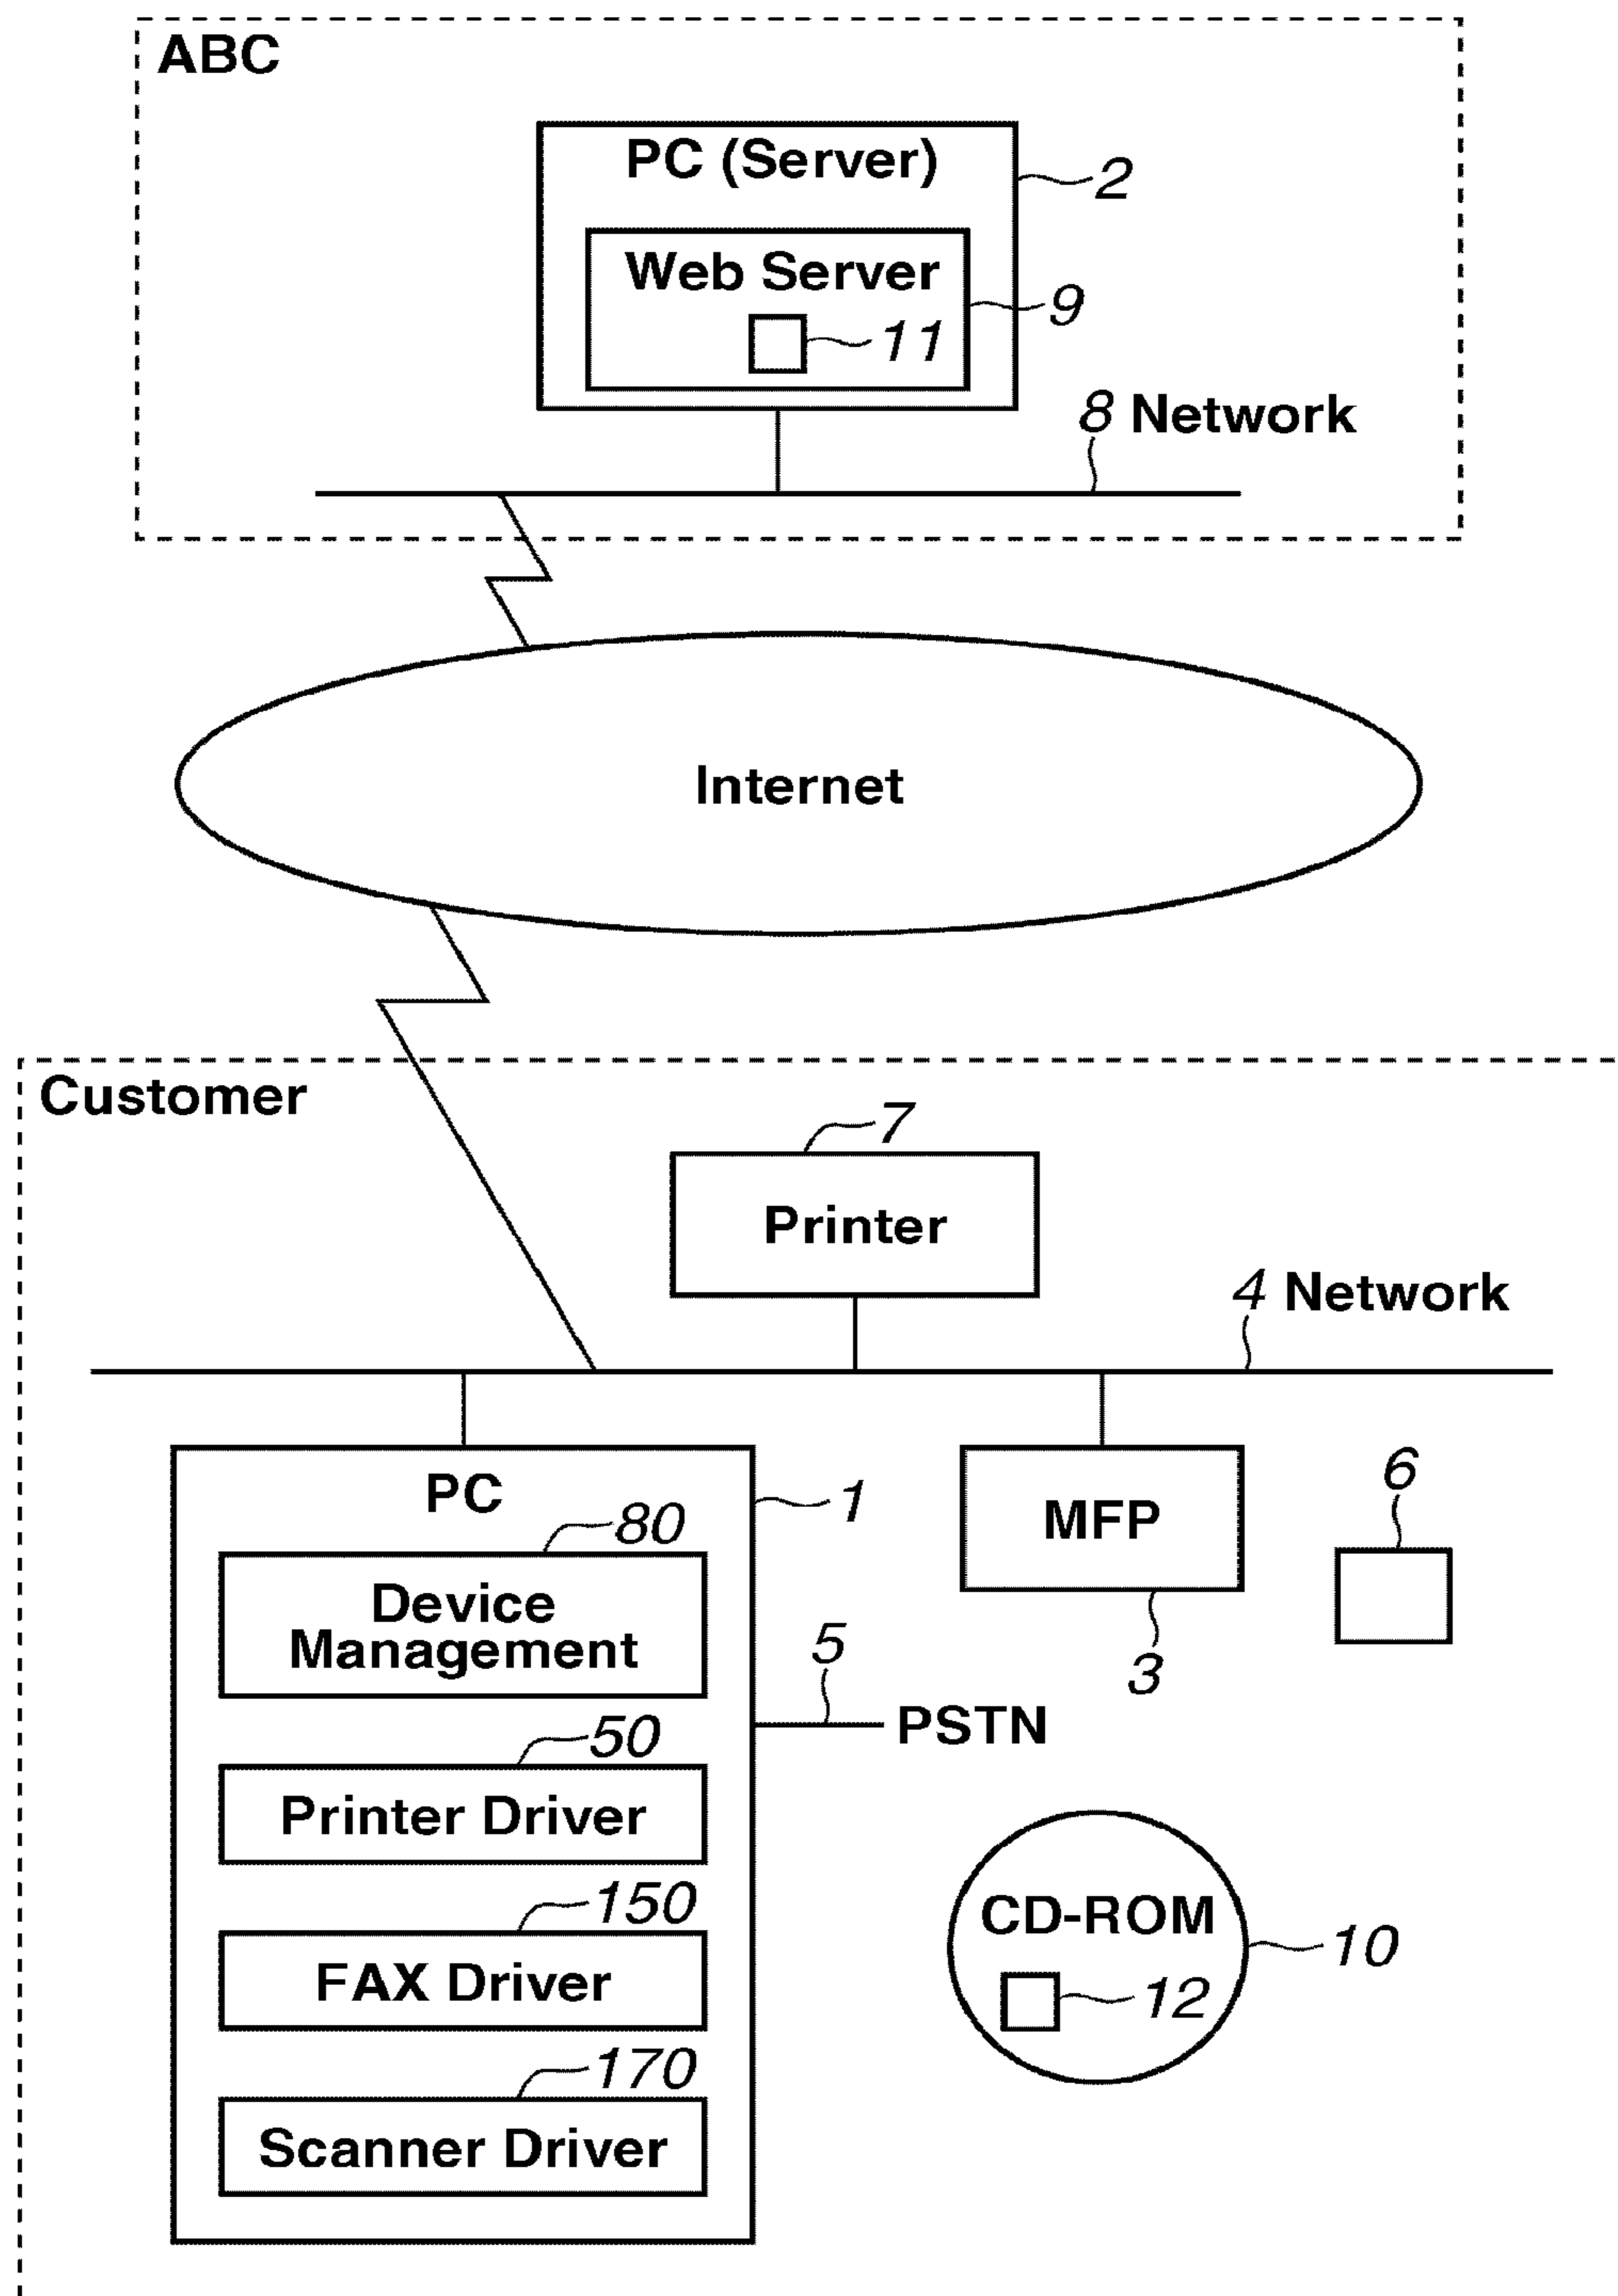 ABC
PC (Server)
2
Web Server
9
11
8 Network
Internet
Customer
7
Printer
4 Network
PC
1
80
Device
Management
MFP
3
6
5
PSTN
50
Printer Driver
150
FAX Driver
CD-ROM
10
12
170
Scanner Driver